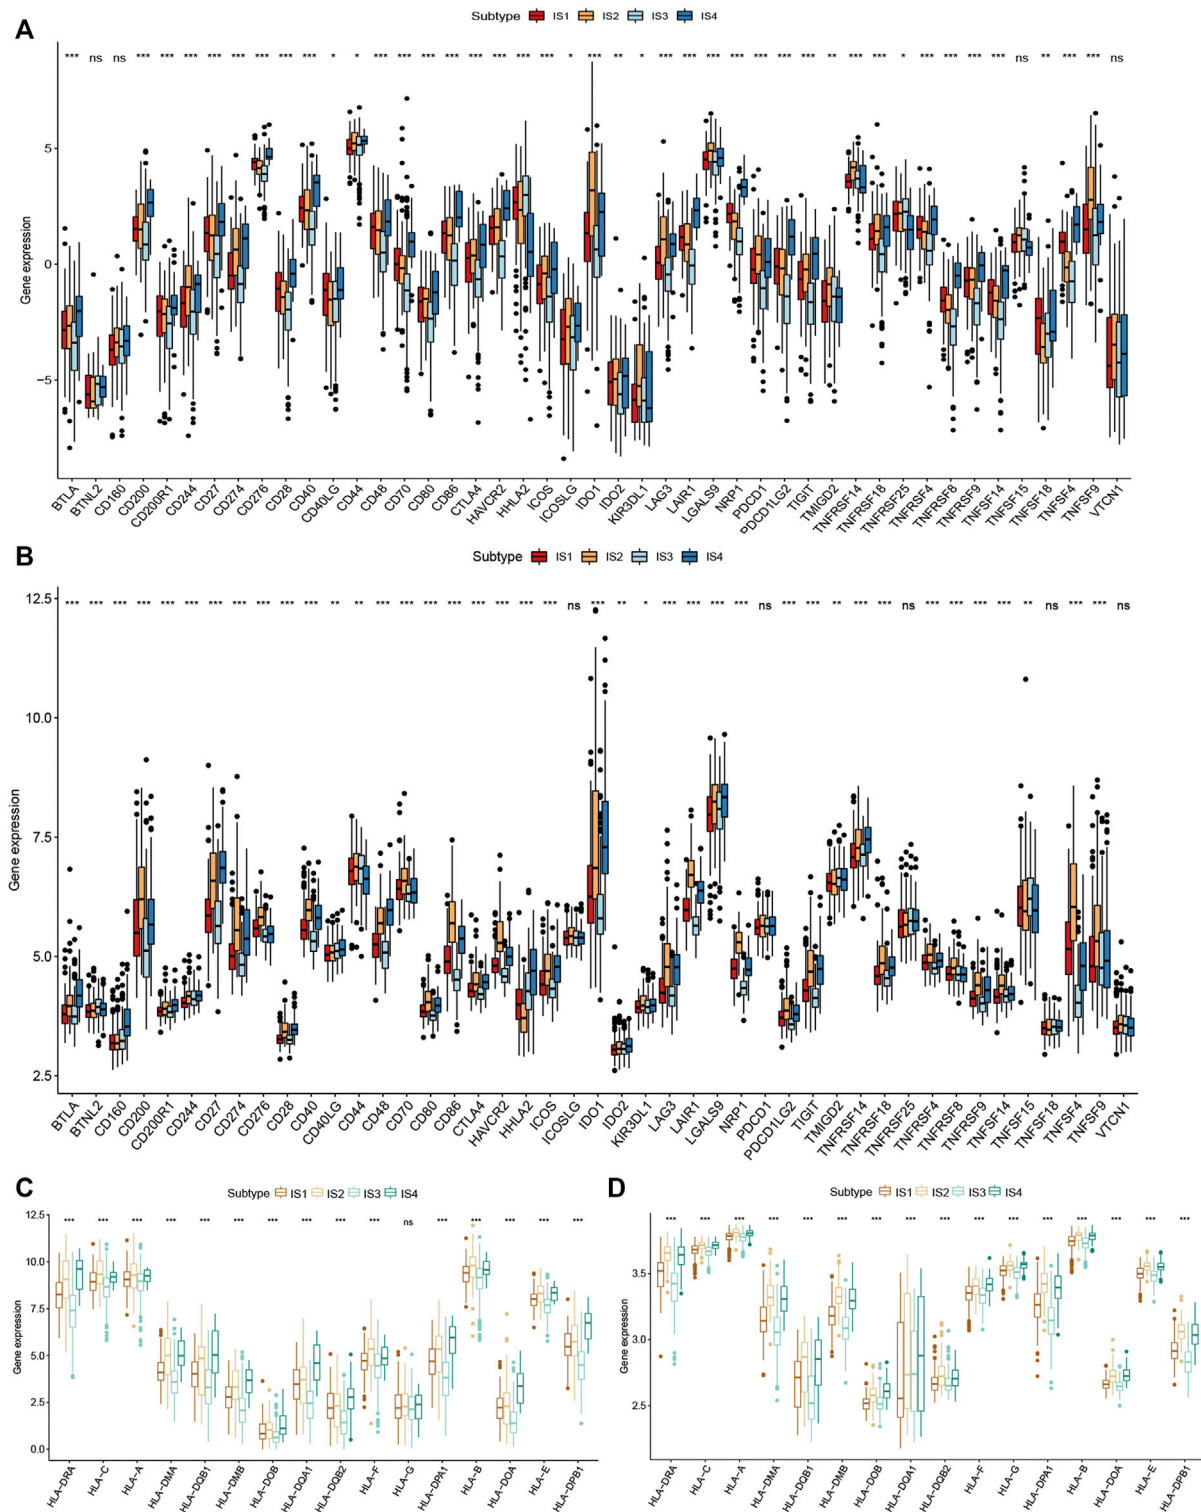 A
Subtype IS1 IS2 IS3 IS4
*** ns ns *** *** *** *** *** *** *** *** * * *** *** *** *** *** *** *** *** * *** ** * *** *** *** *** *** *** *** ** *** *** * *** *** *** *** ns ** *** *** ns
Gene expression
5
0
−5
BTLA BTNL2 CD160 CD200 CD200R1 CD244 CD27 CD274 CD276 CD28 CD40 CD40LG CD44 CD48 CD70 CD80 CD86 CTLA4 HAVCR2 HHLA2 ICOS ICOSLG IDO1 IDO2 KIR3DL1 LAG3 LAIR1 LGALS9 NRP1 PDCD1 PDCD1LG2 TIGIT TMIGD2 TNFRSF14 TNFRSF18 TNFRSF25 TNFRSF4 TNFRSF8 TNFRSF9 TNFSF14 TNFSF15 TNFSF18 TNFSF4 TNFSF9 VTCN1
B
Subtype IS1 IS2 IS3 IS4
*** *** *** *** *** *** *** *** *** *** *** ** ** *** *** *** *** *** *** *** *** ns *** ** * *** *** *** *** ns *** *** ** *** *** ns *** *** *** *** ** ns *** *** ns
Gene expression
12.5
10.0
7.5
5.0
2.5
BTLA BTNL2 CD160 CD200 CD200R1 CD244 CD27 CD274 CD276 CD28 CD40 CD40LG CD44 CD48 CD70 CD80 CD86 CTLA4 HAVCR2 HHLA2 ICOS ICOSLG IDO1 IDO2 KIR3DL1 LAG3 LAIR1 LGALS9 NRP1 PDCD1 PDCD1LG2 TIGIT TMIGD2 TNFRSF14 TNFRSF18 TNFRSF25 TNFRSF4 TNFRSF8 TNFRSF9 TNFSF14 TNFSF15 TNFSF18 TNFSF4 TNFSF9 VTCN1
C
Subtype IS1 IS2 IS3 IS4
*** *** *** *** *** *** *** *** *** *** ns *** *** *** *** ***
Gene expression
12.5
10.0
7.5
5.0
2.5
0.0
HLA−DRA HLA−C HLA−A HLA−DMA HLA−DQB1 HLA−DMB HLA−DOB HLA−DQA1 HLA−DQB2 HLA−F HLA−G HLA−DPA1 HLA−B HLA−DOA HLA−E HLA−DPB1
D
Subtype IS1 IS2 IS3 IS4
*** *** *** *** *** *** *** *** *** *** *** *** *** *** *** ***
Gene expression
3.5
3.0
2.5
HLA−DRA HLA−C HLA−A HLA−DMA HLA−DQB1 HLA−DMB HLA−DOB HLA−DQA1 HLA−DQB2 HLA−F HLA−G HLA−DPA1 HLA−B HLA−DOA HLA−E HLA−DPB1